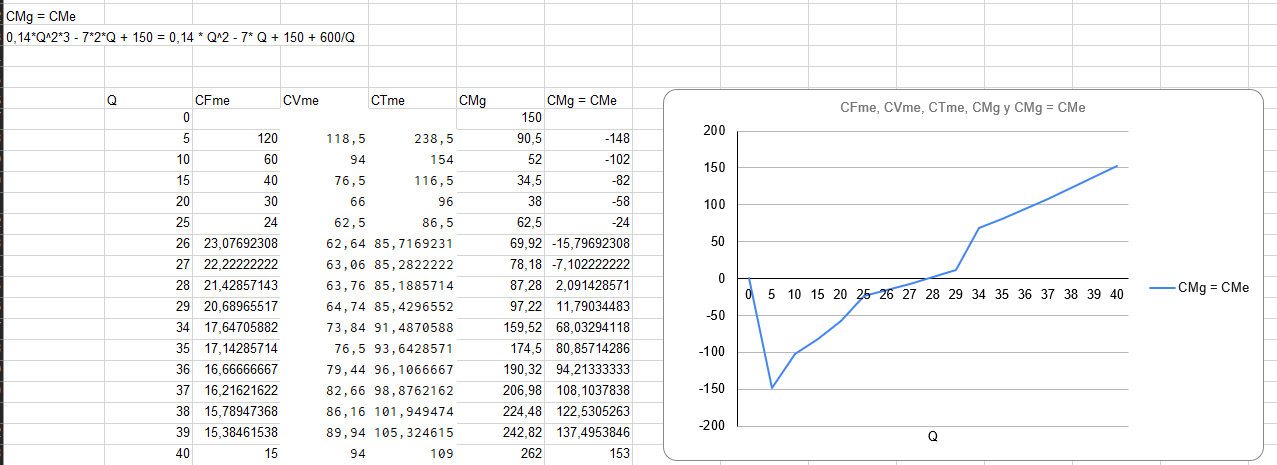 CMg = CMe
0,14*Q^2*3 - 7*2*Q + 150 = 0,14 * Q^2 - 7* Q + 150 + 600/Q
Q CFme CVme CTme CMg CMg = CMe
0 150
5 120 118,5 238,5 90,5 -148
10 60 94 154 52 -102
15 40 76,5 116,5 34,5 -82
20 30 66 96 38 -58
25 24 62,5 86,5 62,5 -24
26 23,07692308 62,64 85,7169231 69,92 -15,79692308
27 22,22222222 63,06 85,2822222 78,18 -7,102222222
28 21,42857143 63,76 85,1885714 87,28 2,091428571
29 20,68965517 64,74 85,4296552 97,22 11,79034483
34 17,64705882 73,84 91,4870588 159,52 68,03294118
35 17,14285714 76,5 93,6428571 174,5 80,85714286
36 16,66666667 79,44 96,1066667 190,32 94,21333333
37 16,21621622 82,66 98,8762162 206,98 108,1037838
38 15,78947368 86,16 101,949474 224,48 122,5305263
39 15,38461538 89,94 105,324615 242,82 137,4953846
40 15 94 109 262 153
CFme, CVme, CTme, CMg y CMg = CMe
200
150
100
50
0
-50
-100
-150
-200
0 5 10 15 20 25 26 27 28 29 34 35 36 37 38 39 40
Q
CMg = CMe